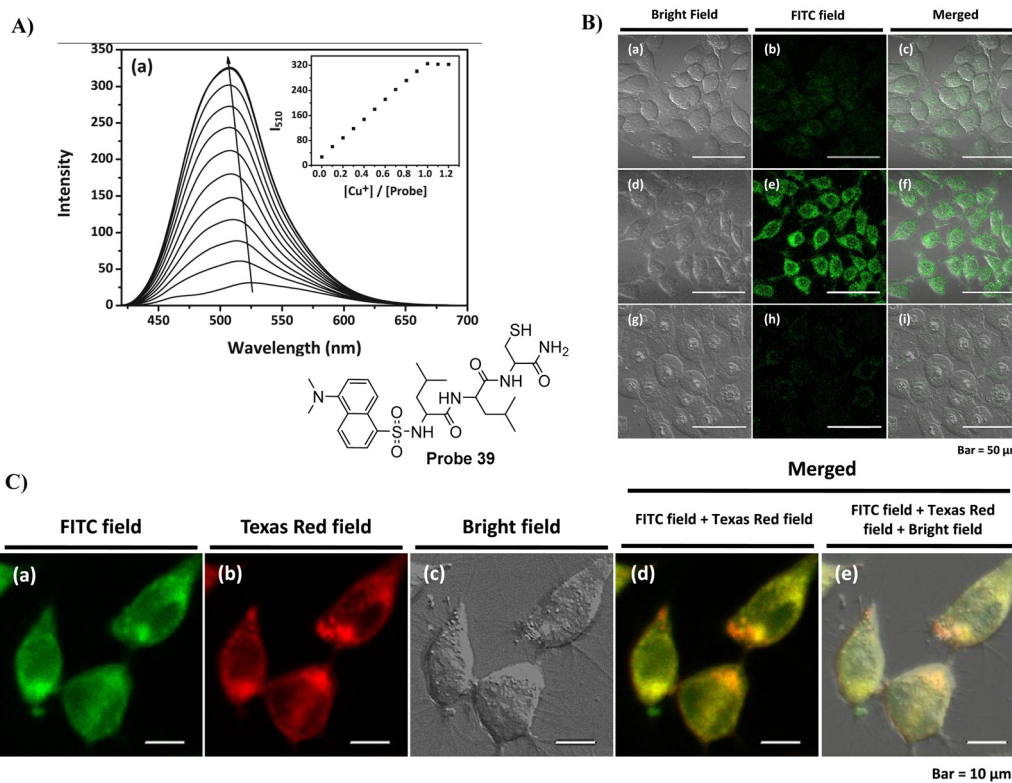 A)
(a)
Intensity
350
300
250
200
150
100
50
0
450 500 550 600 650 700
Wavelength (nm)
I510
320
240
160
80
0
0.0 0.2 0.4 0.6 0.8 1.0 1.2
[Cu+] / [Probe]
SH
NH2
O
H
N
O
HN
O
N
O
S
O
NH
Probe 39
B)
Bright Field FITC field Merged
(a) (b) (c)
(d) (e) (f)
(g) (h) (i)
Bar = 50 µm
C)
Merged
FITC field Texas Red field Bright field FITC field + Texas Red field FITC field + Texas Red
field + Bright field
(a) (b) (c) (d) (e)
Bar = 10 µm